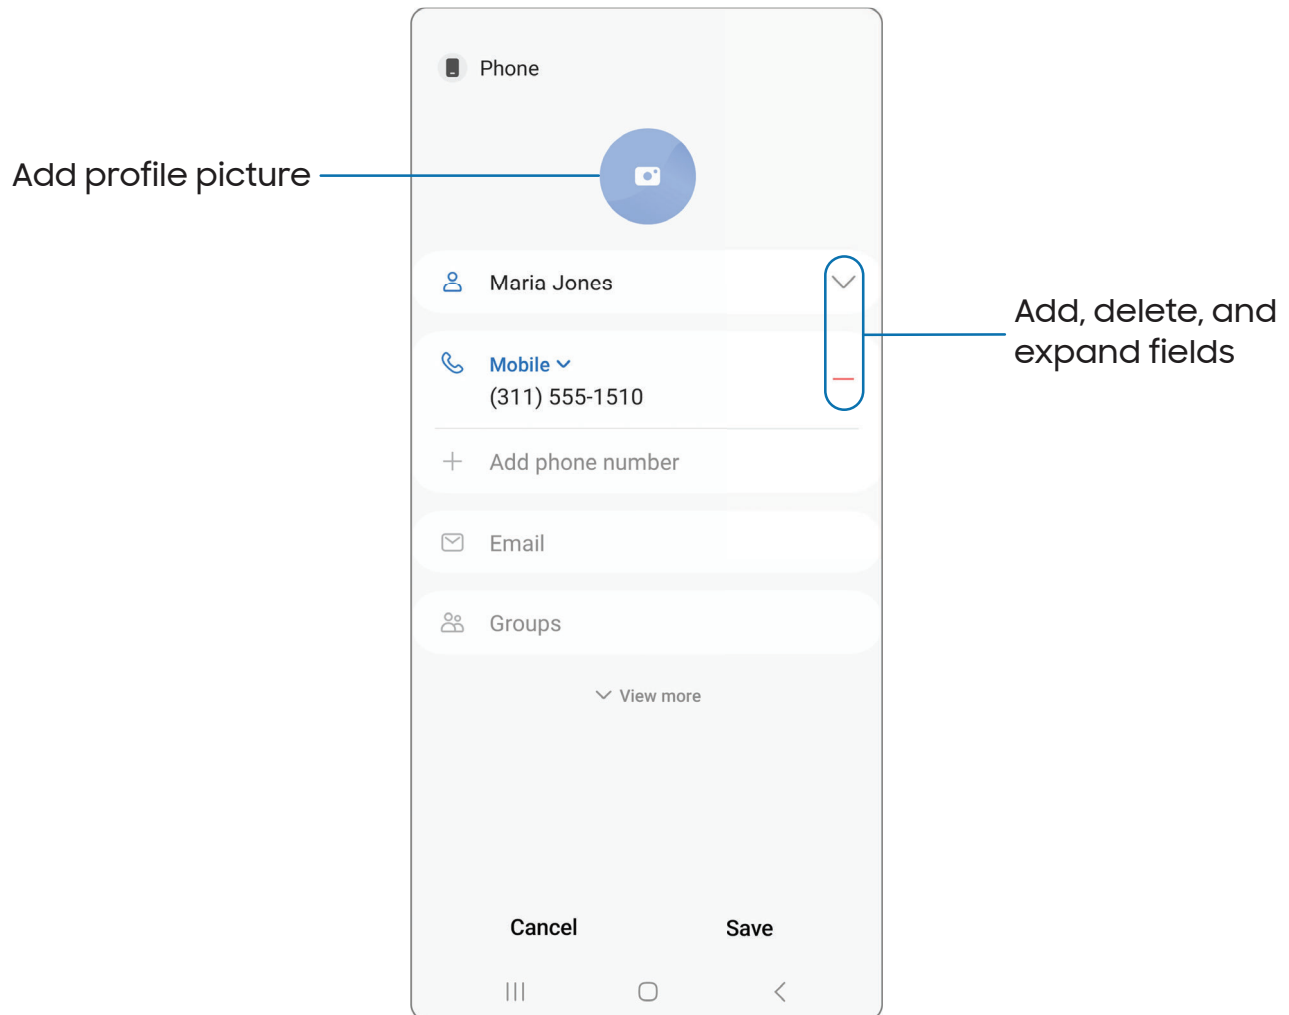 Phone
Add profile picture
Maria Jones
Add, delete, and
expand fields
Mobile
(311) 555-1510
Add phone number
Email
Groups
View more
Cancel
Save